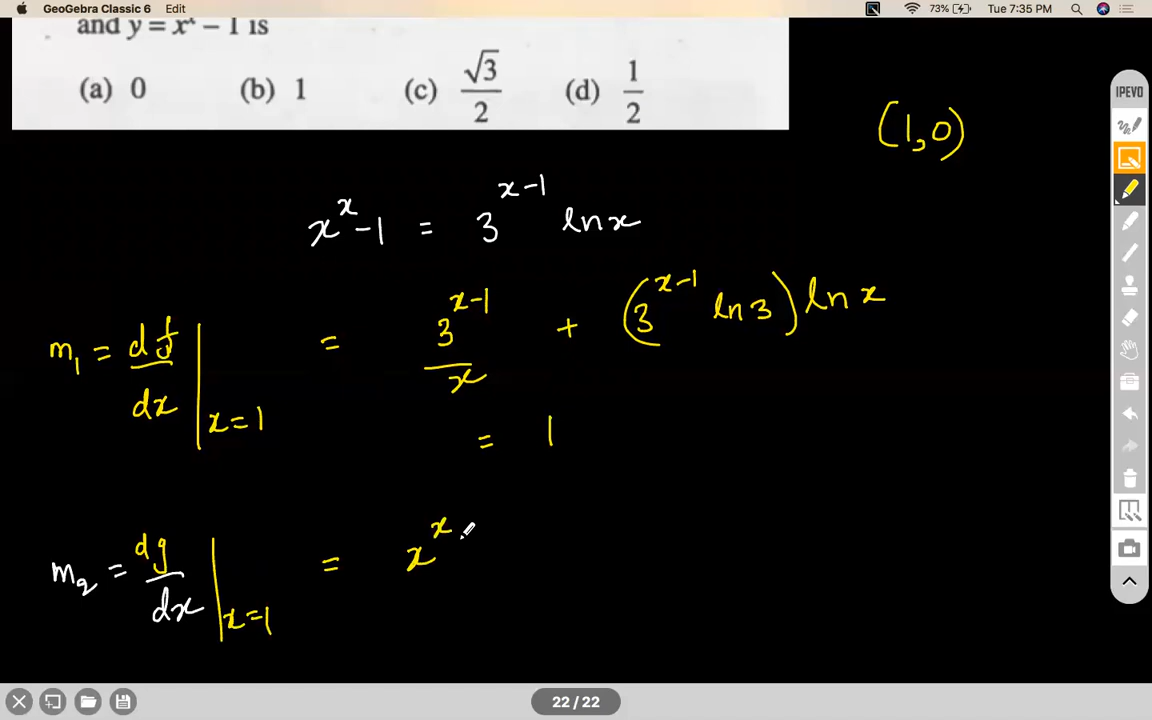 GeoGebra Classic 6 Edit 73% Tue 7:35 PM
and y = xˣ – 1 is
(a) 0 (b) 1 (c) √3/2 (d) 1/2
(1,0)
IPEVO
x^x - 1 = 3^(x-1) ln x
m₁ = df/dx |x=1 = 3^(x-1)/x + (3^(x-1) ln 3) ln x
= 1
m₂ = dg/dx |x=1 = x^x
22 / 22